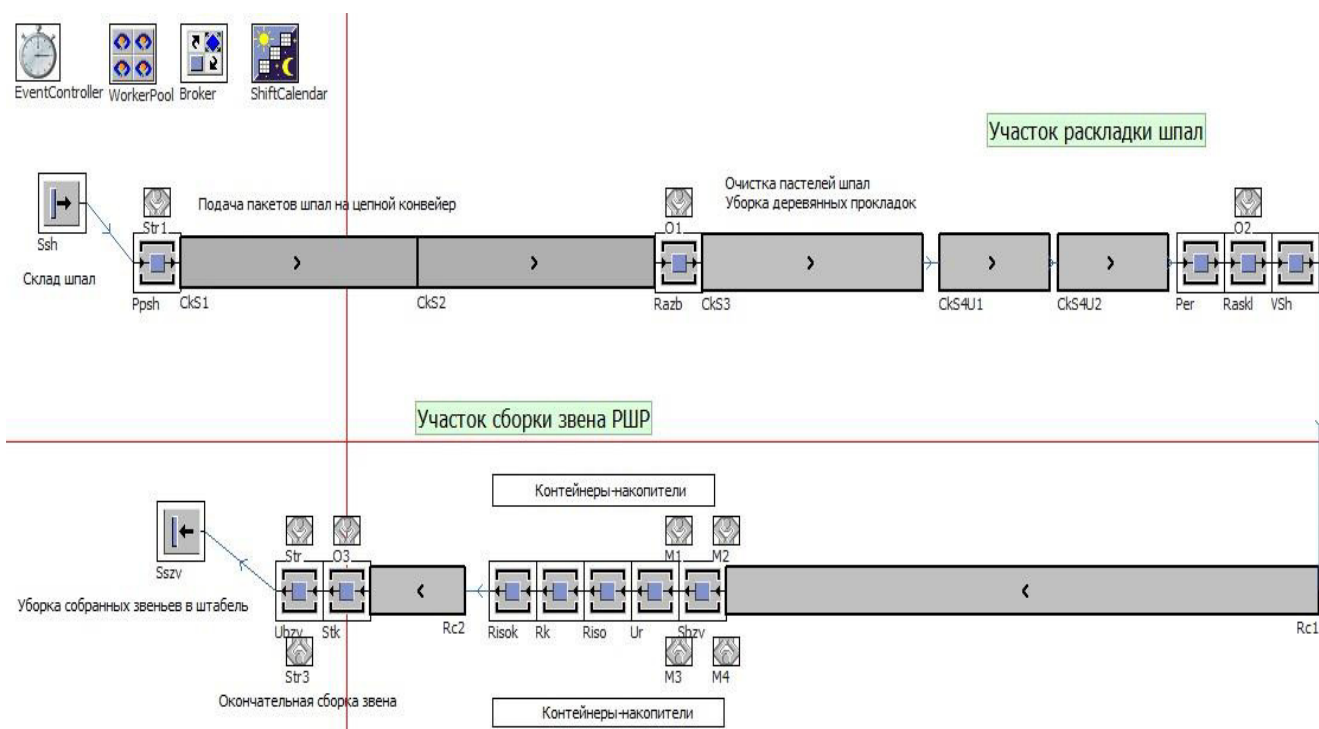 EventController
WorkerPool
Broker
ShiftCalendar
Участок раскладки шпал
Очистка пастелей шпал
Уборка деревянных прокладок
Подача пакетов шпал на цепной конвейер
Str1
O1
O2
Ssh
Склад шпал
Ppsh
CkS1
CkS2
Razb
CkS3
CkS4U1
CkS4U2
Per
Raskl
VSh
Участок сборки звена РШР
Контейнеры-накопители
Str
O3
M1
M2
Sszv
Уборка собранных звеньев в штабель
Ubzv
Stk
Rc2
Risok
Rk
Riso
Ur
Sbzv
Rc1
Str3
M3
M4
Окончательная сборка звена
Контейнеры-накопители